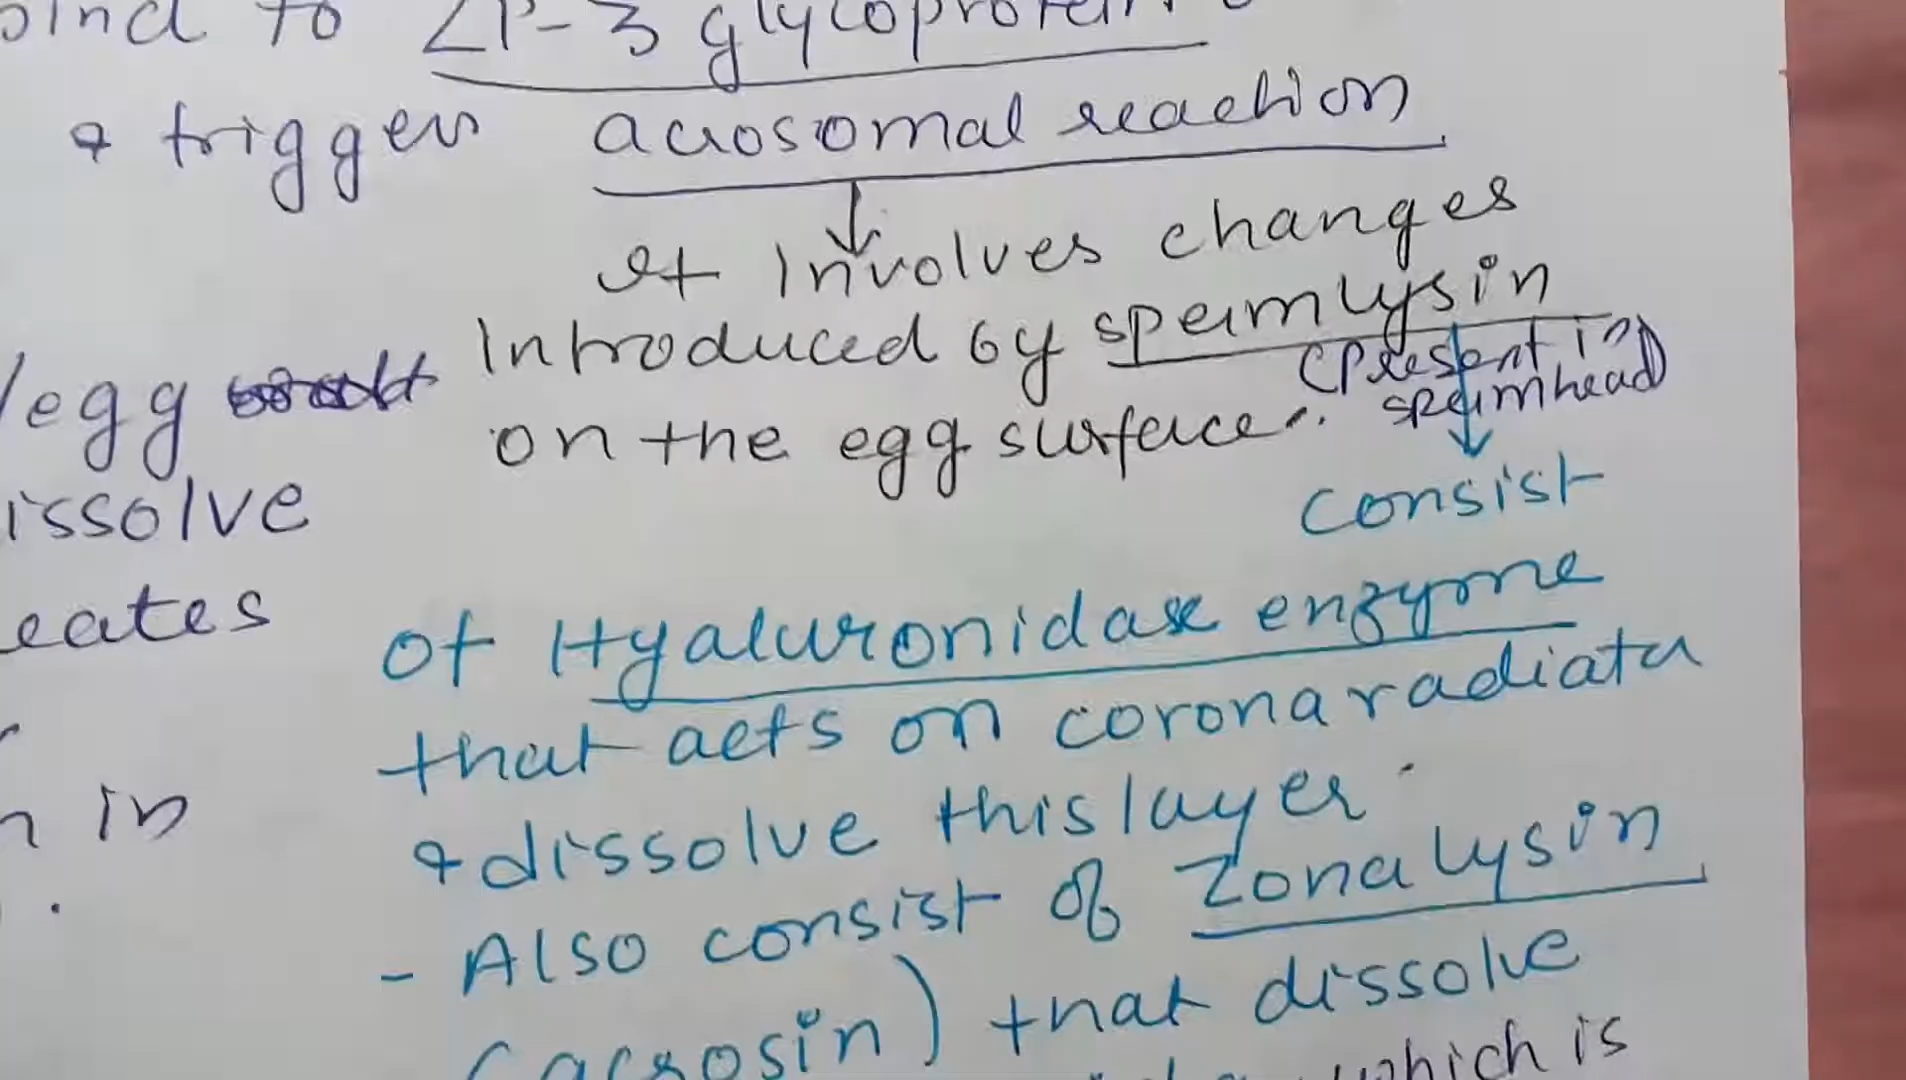 bind to ZP-3 glycoprotein
& trigger acrosomal reaction
It involves changes
Introduced by spermlysin
(Present in
spermhead)
/egg
on the egg surface.
issolve
consist
eates
of Hyaluronidase enzyme
that acts on corona radiata
& dissolve this layer.
n in
- Also consist of Zonalysin
(acrosin) that dissolve
which is